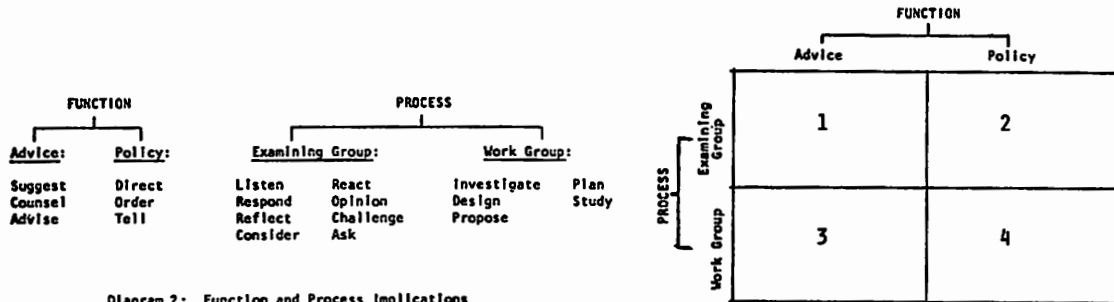 FUNCTION
Advice: Policy:
Suggest Direct
Counsel Order
Advise Tell
PROCESS
Examining Group: Work Group:
Listen React Investigate Plan
Respond Opinion Design Study
Reflect Challenge Propose
Consider Ask
Diagram 2: Function and Process Implications
FUNCTION
Advice Policy
PROCESS
Examining Group
1 2
Work Group
3 4